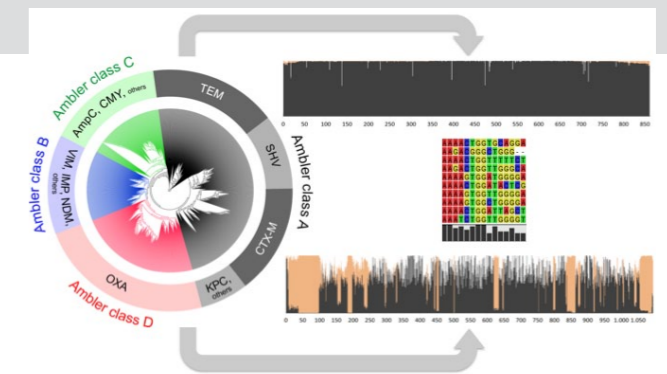 Ambler class C
AmpC, CMY, others
TEM
SHV
CTX-M
KPC,
others
Ambler class A
Ambler class B
VIM, IMP, NDM,
others
OXA
Ambler class D
0 50 100 150 200 250 300 350 400 450 500 550 600 650 700 750 800 850
0 50 100 150 200 250 300 350 400 450 500 550 600 650 700 750 800 850 900 950 1.000 1.050